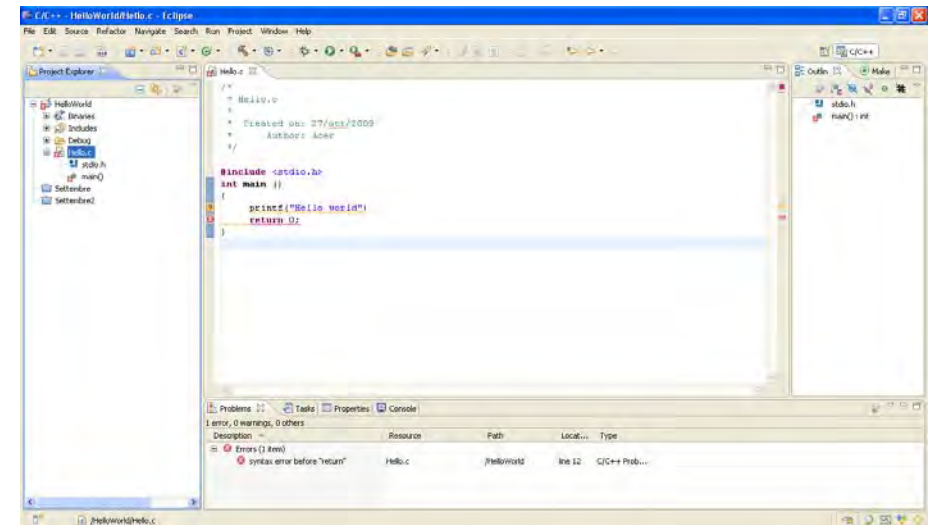 C/C++ - HelloWorld/Hello.c - Eclipse
File Edit Source Refactor Navigate Search Run Project Window Help
C/C++
Project Explorer
HelloWorld
Binaries
Includes
Debug
Hello.c
stdio.h
main()
Settembre
Settembre2
Hello.c
/*
* Hello.c
*
* Created on: 27/ott/2009
* Author: Acer
*/
#include <stdio.h>
int main ()
{
printf("Hello world")
return 0;
}
Outlin Make
stdio.h
main() : int
Problems Tasks Properties Console
1 error, 0 warnings, 0 others
Description Resource Path Locat... Type
Errors (1 item)
syntax error before "return" Hello.c /HelloWorld line 12 C/C++ Prob...
/HelloWorld/Hello.c